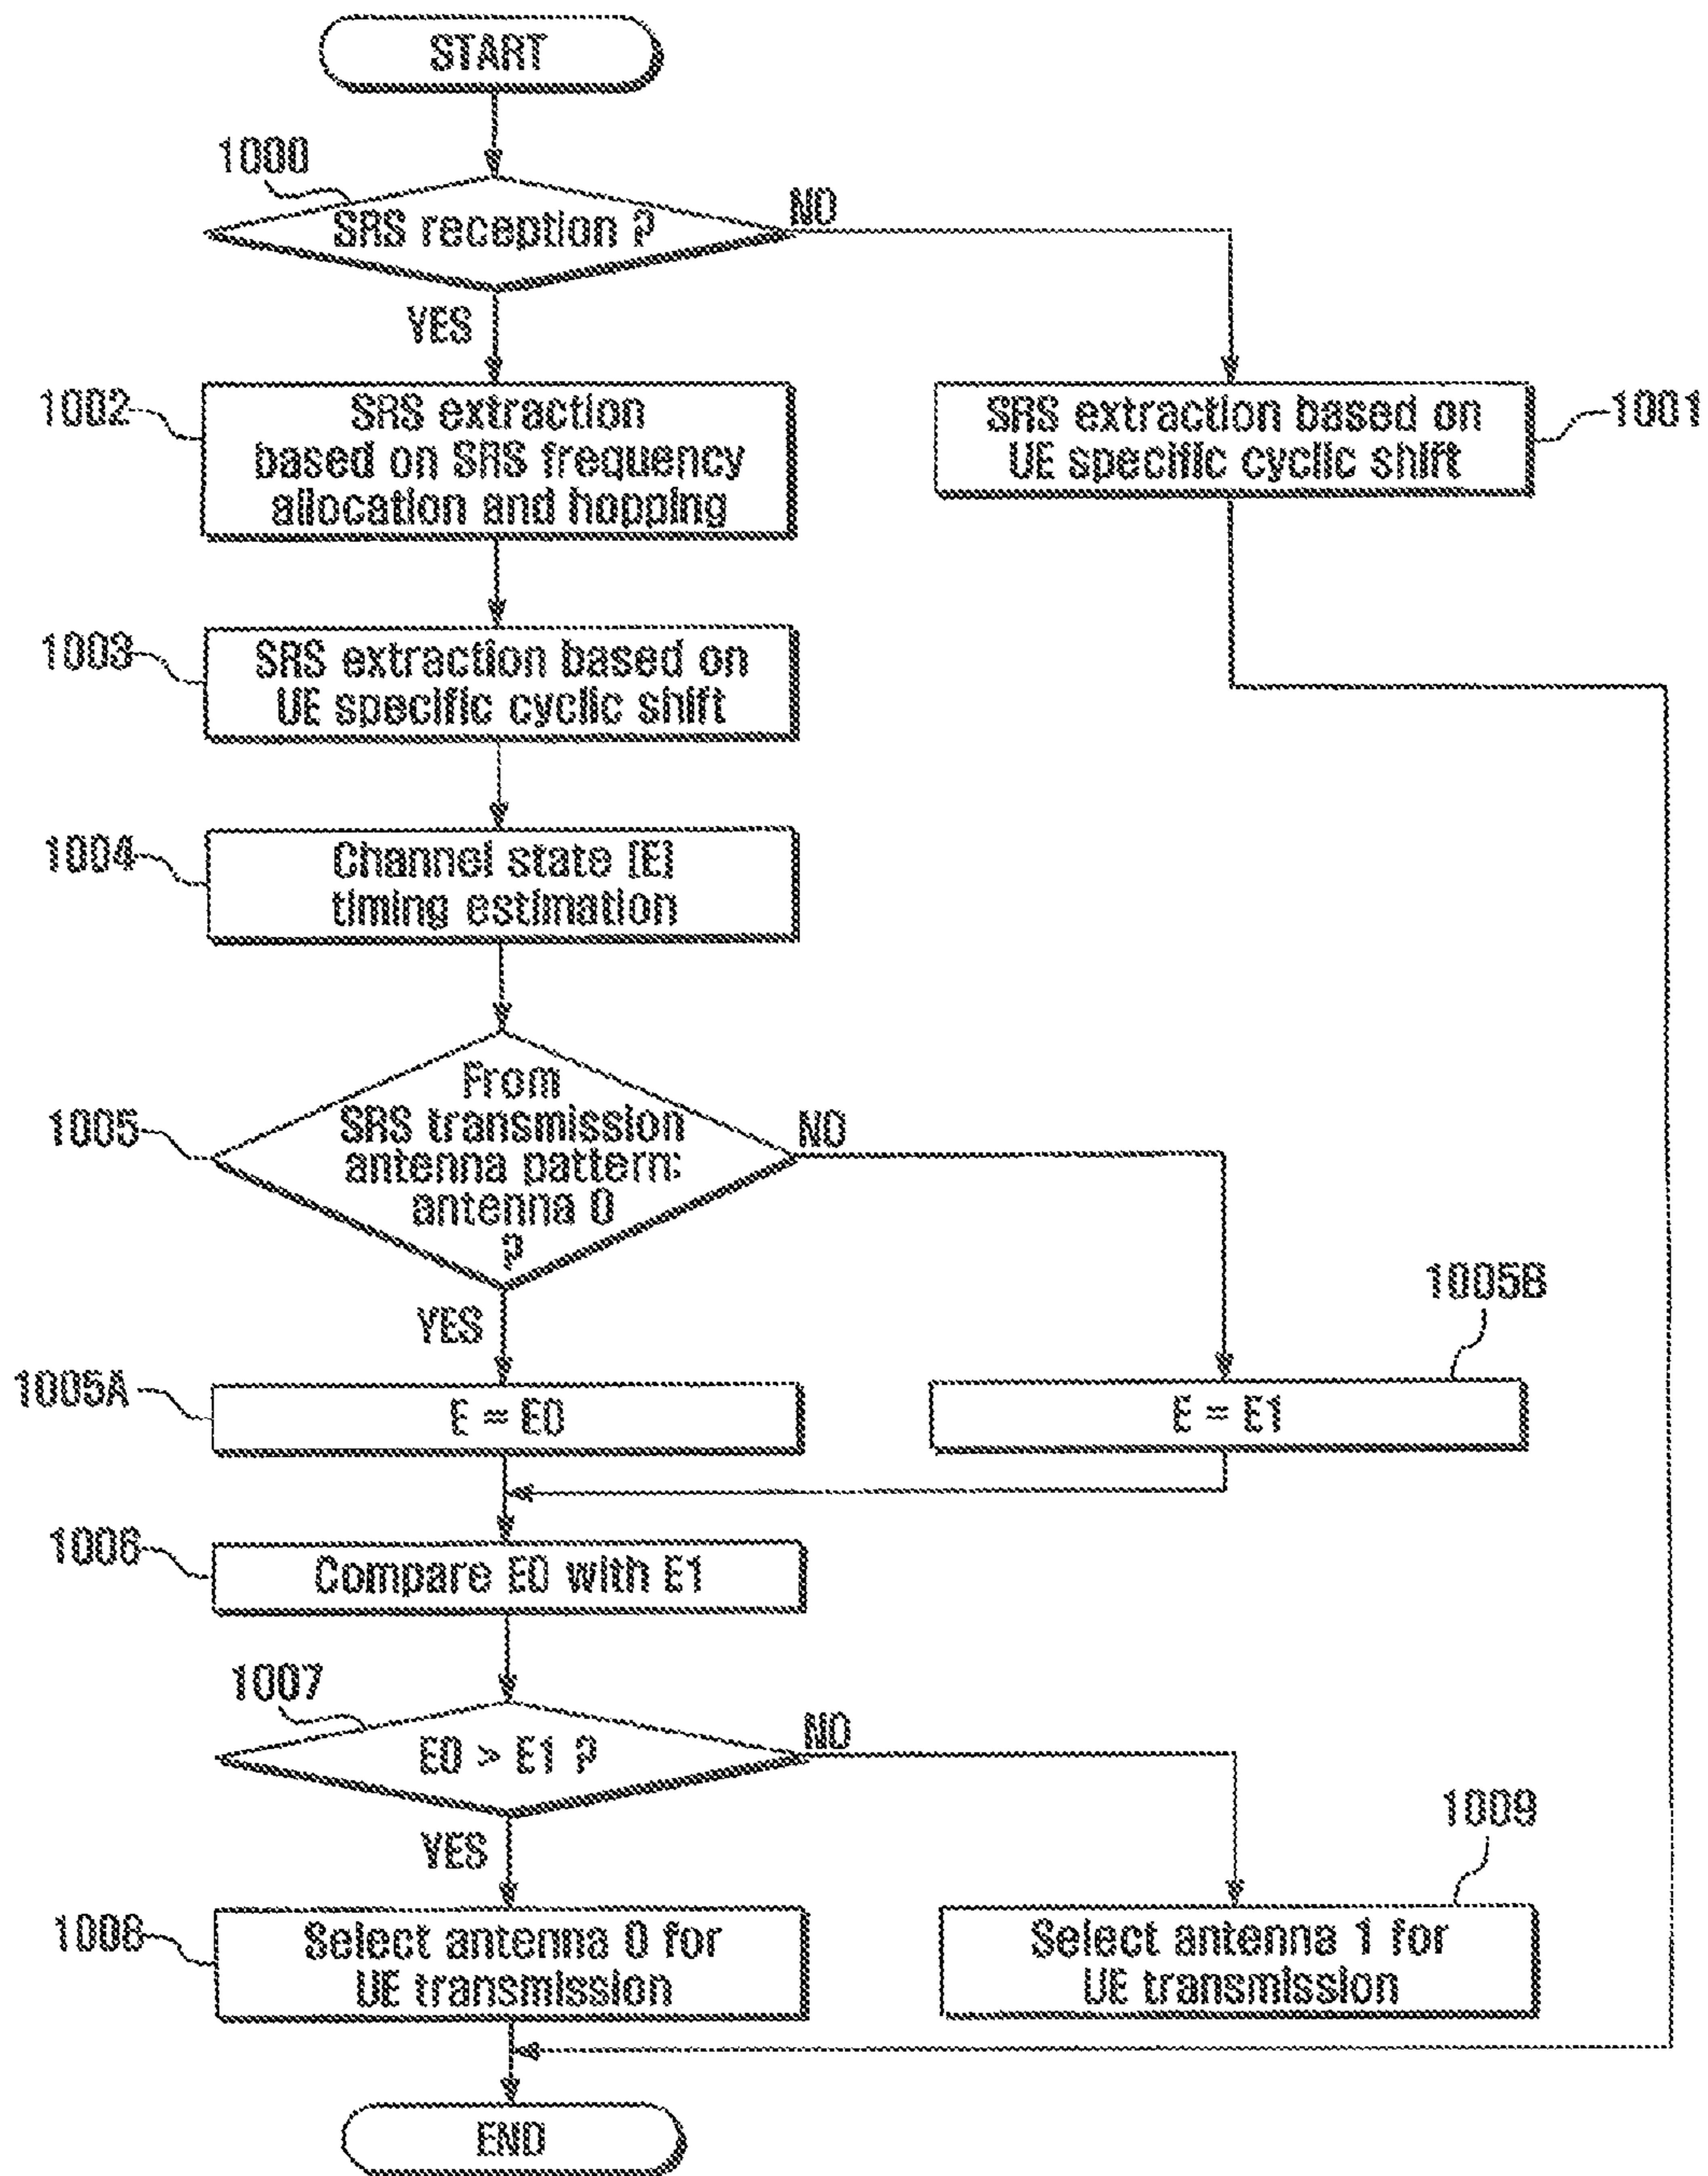 START
1000
SRS reception ?
NO
YES
1002
SRS extraction
based on SRS frequency
allocation and hopping
SRS extraction based on
UE specific cyclic shift
1001
1003
SRS extraction based on
UE specific cyclic shift
1004
Channel state [E]
timing estimation
1005
From
SRS transmission
antenna pattern:
antenna 0
?
NO
YES
1005B
1005A
E = E0
E = E1
1006
Compare E0 with E1
1007
E0 > E1 ?
NO
YES
1009
1008
Select antenna 0 for
UE transmission
Select antenna 1 for
UE transmission
END